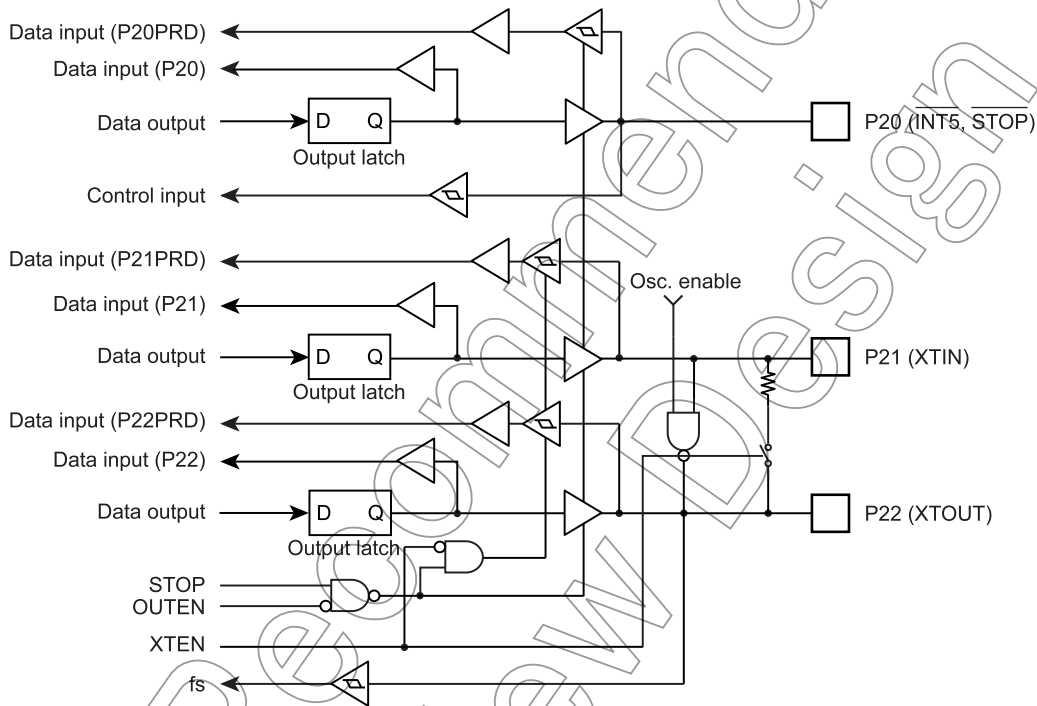 Data input (P20PRD)
Data input (P20)
Data output
D Q
Output latch
P20 (INT5, STOP)
Control input
Data input (P21PRD)
Osc. enable
Data input (P21)
Data output
D Q
Output latch
P21 (XTIN)
Data input (P22PRD)
Data input (P22)
Data output
D Q
Output latch
P22 (XTOUT)
STOP
OUTEN
XTEN
fs